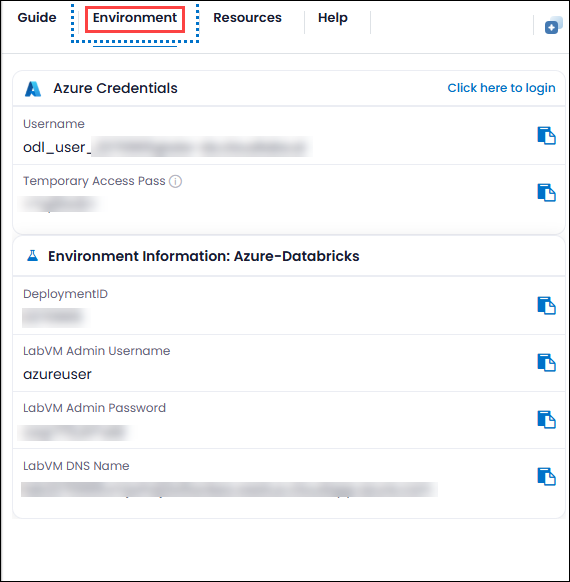 Guide Environment Resources Help
Azure Credentials Click here to login
Username
odl_user_
Temporary Access Pass
Environment Information: Azure-Databricks
DeploymentID
LabVM Admin Username
azureuser
LabVM Admin Password
LabVM DNS Name